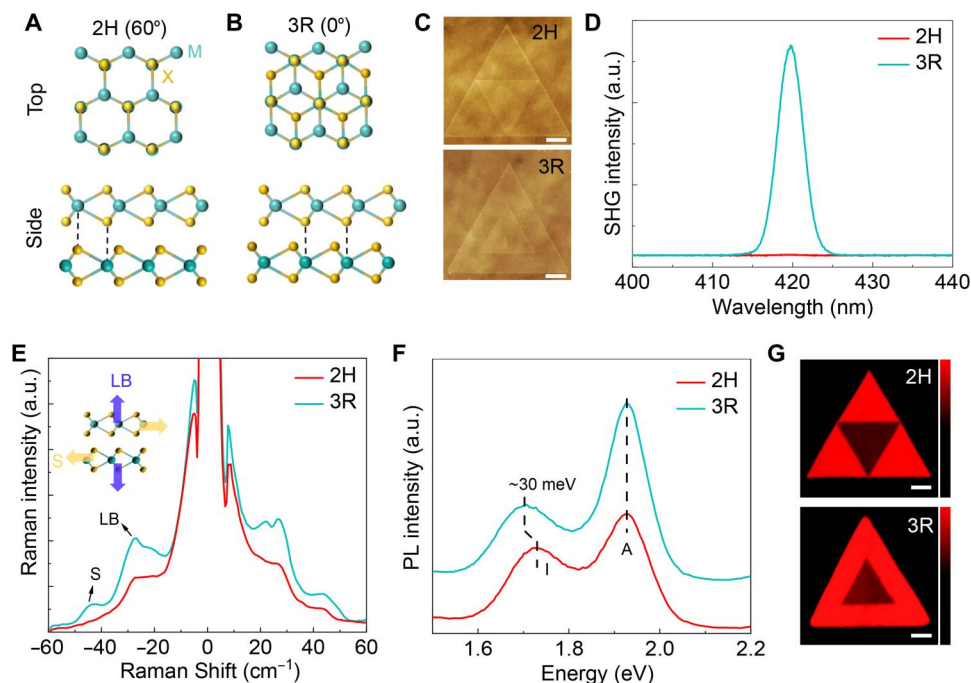 A
2H (60°)
M
X
Top
Side
B
3R (0°)
C
2H
3R
D
SHG intensity (a.u.)
2H
3R
400
410
420
430
440
Wavelength (nm)
E
Raman intensity (a.u.)
2H
3R
LB
S
LB
S
−60
−40
−20
0
20
40
60
Raman Shift (cm⁻¹)
F
PL intensity (a.u.)
2H
3R
~30 meV
I
A
1.6
1.8
2.0
2.2
Energy (eV)
G
2H
3R